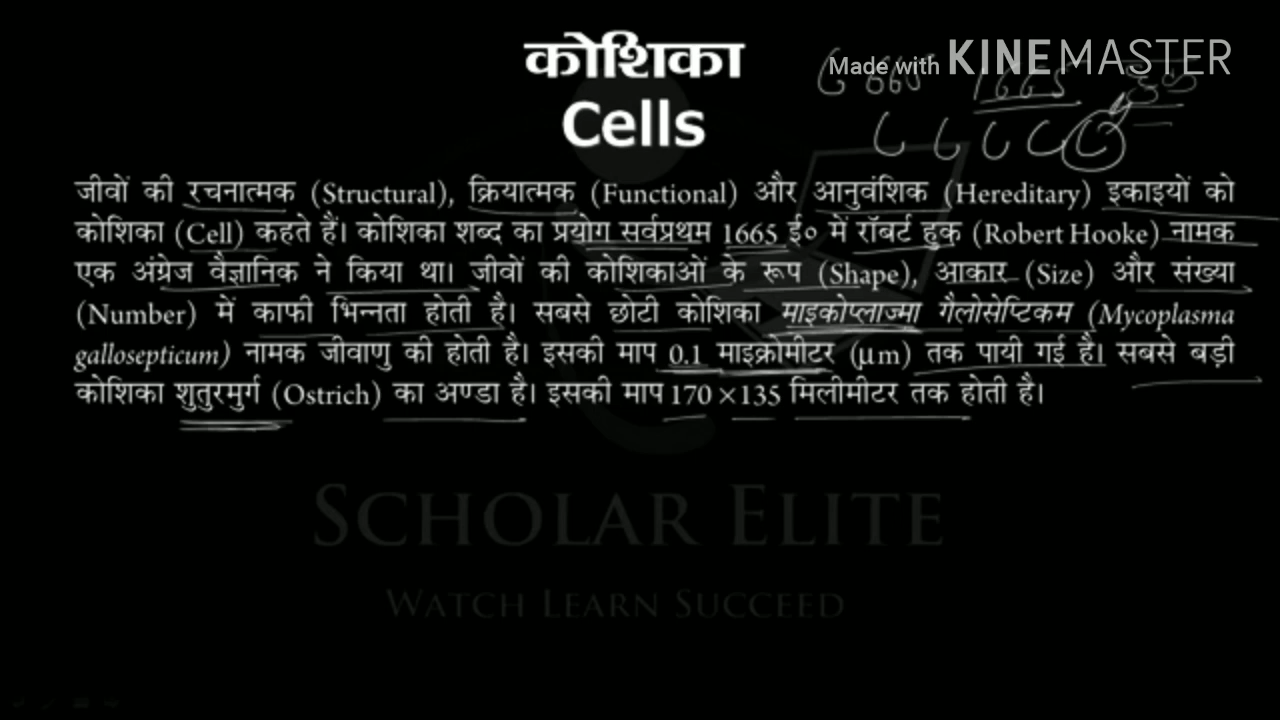 कोशिका
Made with KINEMASTER
1665
Cells
जीवों की रचनात्मक (Structural), क्रियात्मक (Functional) और आनुवंशिक (Hereditary) इकाइयों को
कोशिका (Cell) कहते हैं। कोशिका शब्द का प्रयोग सर्वप्रथम 1665 ई० में रॉबर्ट हुक (Robert Hooke) नामक
एक अंग्रेज वैज्ञानिक ने किया था। जीवों की कोशिकाओं के रूप (Shape), आकार (Size) और संख्या
(Number) में काफी भिन्नता होती है। सबसे छोटी कोशिका माइकोप्लाज्मा गैलोसेप्टिकम (Mycoplasma
gallosepticum) नामक जीवाणु की होती है। इसकी माप 0.1 माइक्रोमीटर (μm) तक पायी गई है। सबसे बड़ी
कोशिका शुतुरमुर्ग (Ostrich) का अण्डा है। इसकी माप 170 ×135 मिलीमीटर तक होती है।
SCHOLAR ELITE
WATCH LEARN SUCCEED